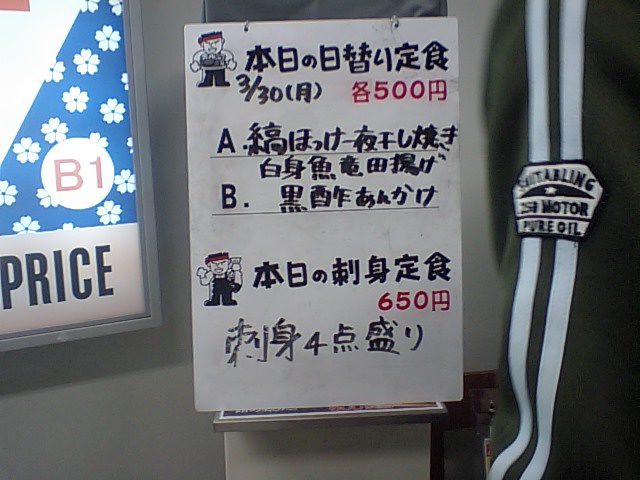 本日の日替り定食
3/30(月) 各500円
A.縞ほっけ一夜干し焼き
白身魚竜田揚げ
B. 黒酢あんかけ
本日の刺身定食
650円
刺身4点盛り
B1
PRICE
MOTOR
PURE OIL